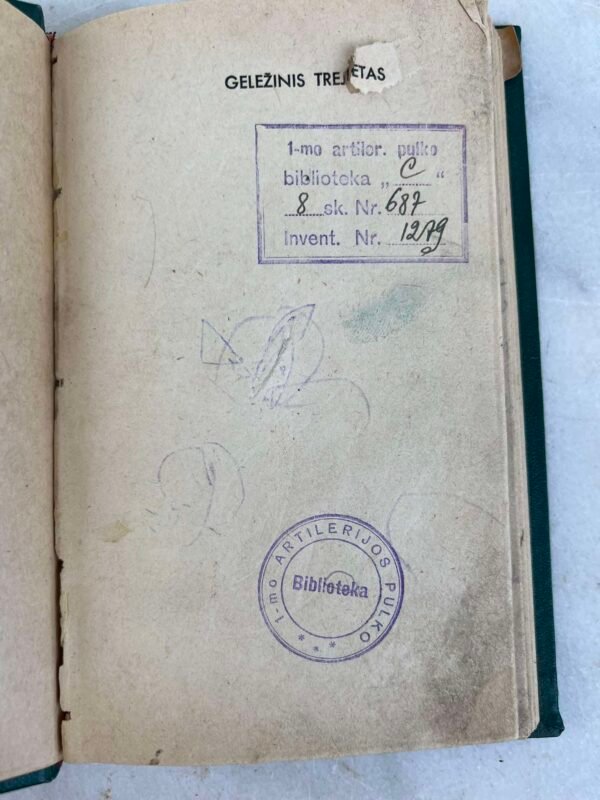 GELEŽINIS TREJETAS
1-mo artiler. pulko
biblioteka „ C “
8 sk. Nr. 687
Invent. Nr. 1279
* 1-mo ARTILERIJOS PULKO * *
Biblioteka